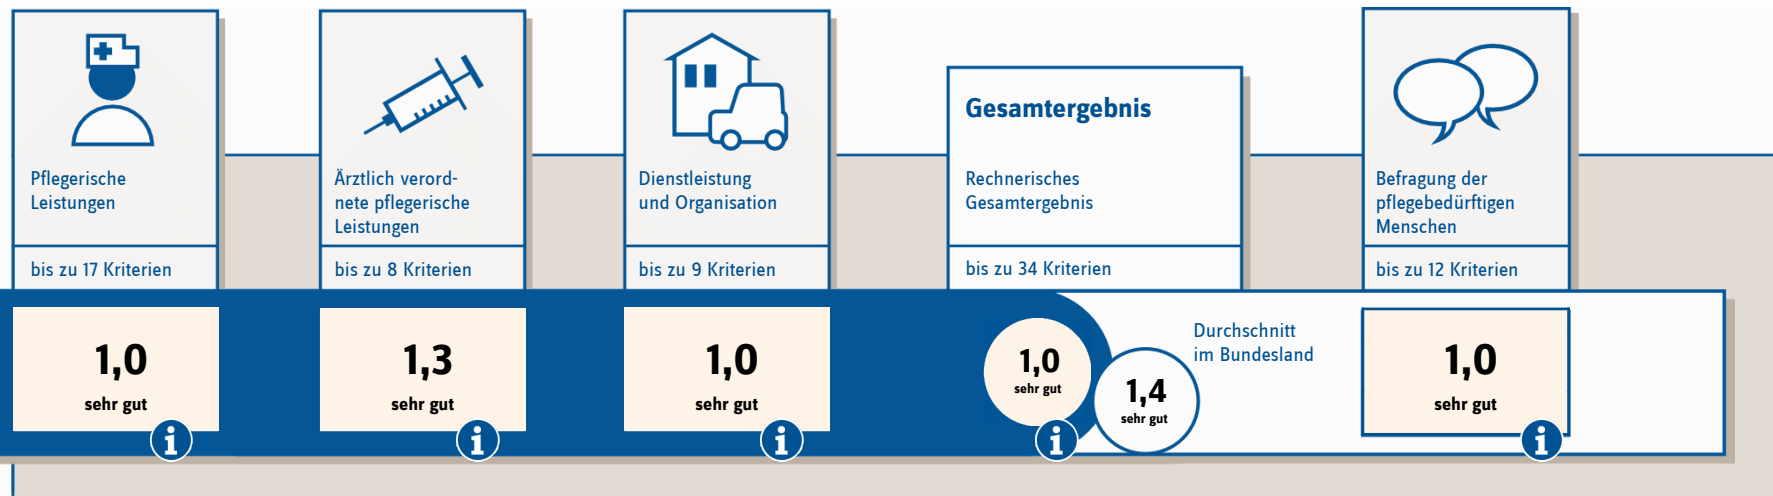 Pflegerische
Leistungen
bis zu 17 Kriterien
1,0
sehr gut
i
Ärztlich verord-
nete pflegerische
Leistungen
bis zu 8 Kriterien
1,3
sehr gut
i
Dienstleistung
und Organisation
bis zu 9 Kriterien
1,0
sehr gut
i
Gesamtergebnis
Rechnerisches
Gesamtergebnis
bis zu 34 Kriterien
1,0
sehr gut
i
1,4
sehr gut
Durchschnitt
im Bundesland
Befragung der
pflegebedürftigen
Menschen
bis zu 12 Kriterien
1,0
sehr gut
i